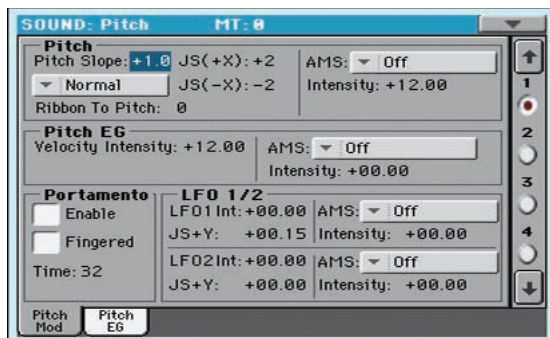 SOUND: Pitch MT: 0
Pitch
Pitch Slope: +1.0 JS(+X): +2 AMS: Off
Normal JS(-X): -2 Intensity: +12.00
Ribbon To Pitch: 0
Pitch EG
Velocity Intensity: +12.00 AMS: Off
Intensity: +00.00
Portamento LFO 1/2
Enable LFO1 Int: +00.00 AMS: Off
Fingered JS+Y: +00.15 Intensity: +00.00
Time: 32 LFO2 Int: +00.00 AMS: Off
JS+Y: +00.00 Intensity: +00.00
1
2
3
4
Pitch Mod
Pitch EG